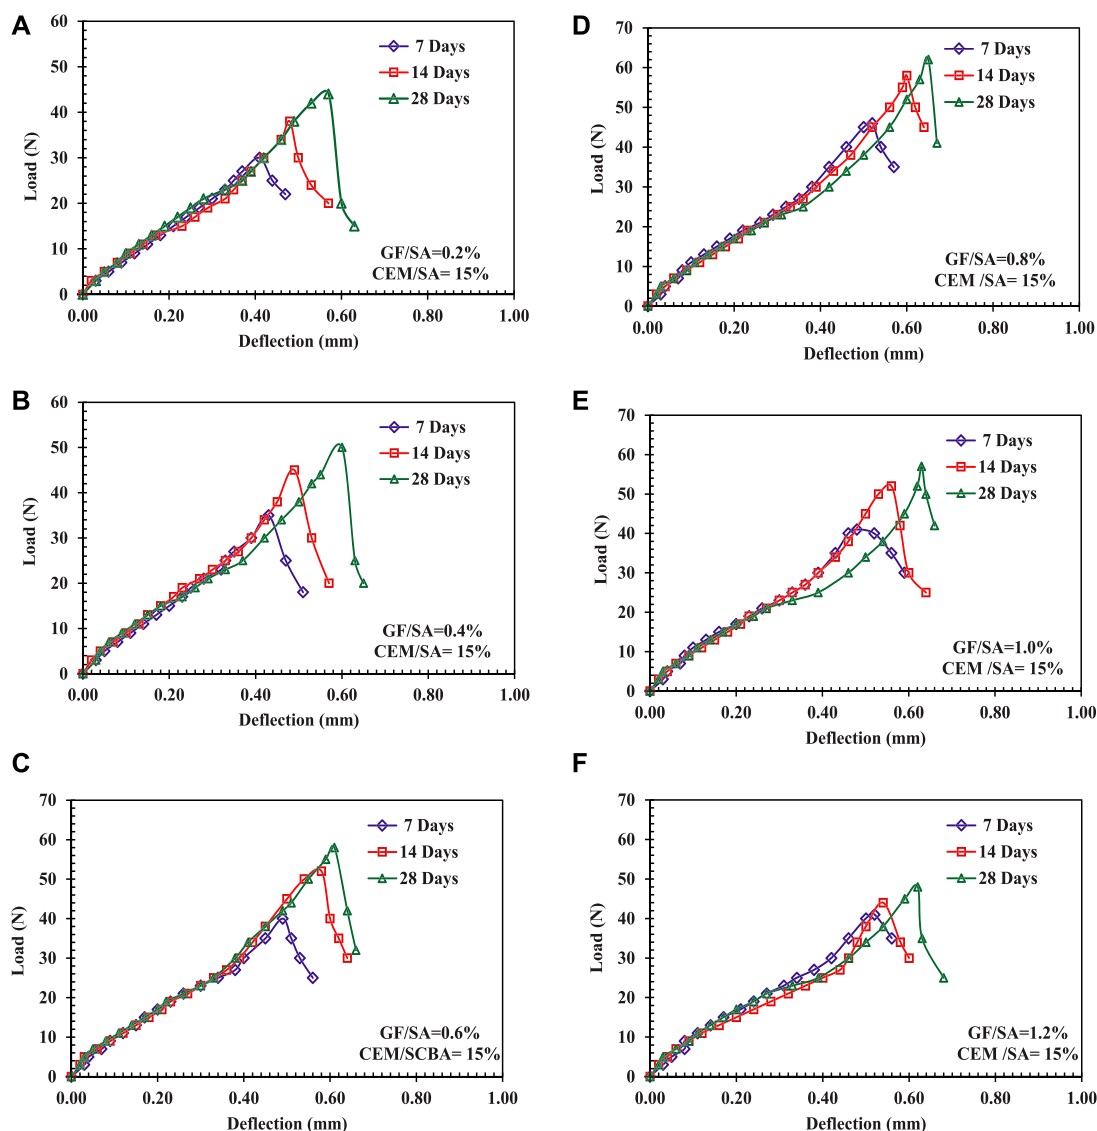 A
60
50
40
30
20
10
0
Load (N)
0.00 0.20 0.40 0.60 0.80 1.00
Deflection (mm)
7 Days
14 Days
28 Days
GF/SA=0.2%
CEM/SA= 15%
B
60
50
40
30
20
10
0
Load (N)
0.00 0.20 0.40 0.60 0.80 1.00
Deflection (mm)
7 Days
14 Days
28 Days
GF/SA=0.4%
CEM/SA= 15%
C
70
60
50
40
30
20
10
0
Load (N)
0.00 0.20 0.40 0.60 0.80 1.00
Deflection (mm)
7 Days
14 Days
28 Days
GF/SA=0.6%
CEM/SCBA= 15%
D
70
60
50
40
30
20
10
0
Load (N)
0.00 0.20 0.40 0.60 0.80 1.00
Deflection (mm)
7 Days
14 Days
28 Days
GF/SA=0.8%
CEM /SA= 15%
E
70
60
50
40
30
20
10
0
Load (N)
0.00 0.20 0.40 0.60 0.80 1.00
Deflection (mm)
7 Days
14 Days
28 Days
GF/SA=1.0%
CEM /SA= 15%
F
70
60
50
40
30
20
10
0
Load (N)
0.00 0.20 0.40 0.60 0.80 1.00
Deflection (mm)
7 Days
14 Days
28 Days
GF/SA=1.2%
CEM /SA= 15%